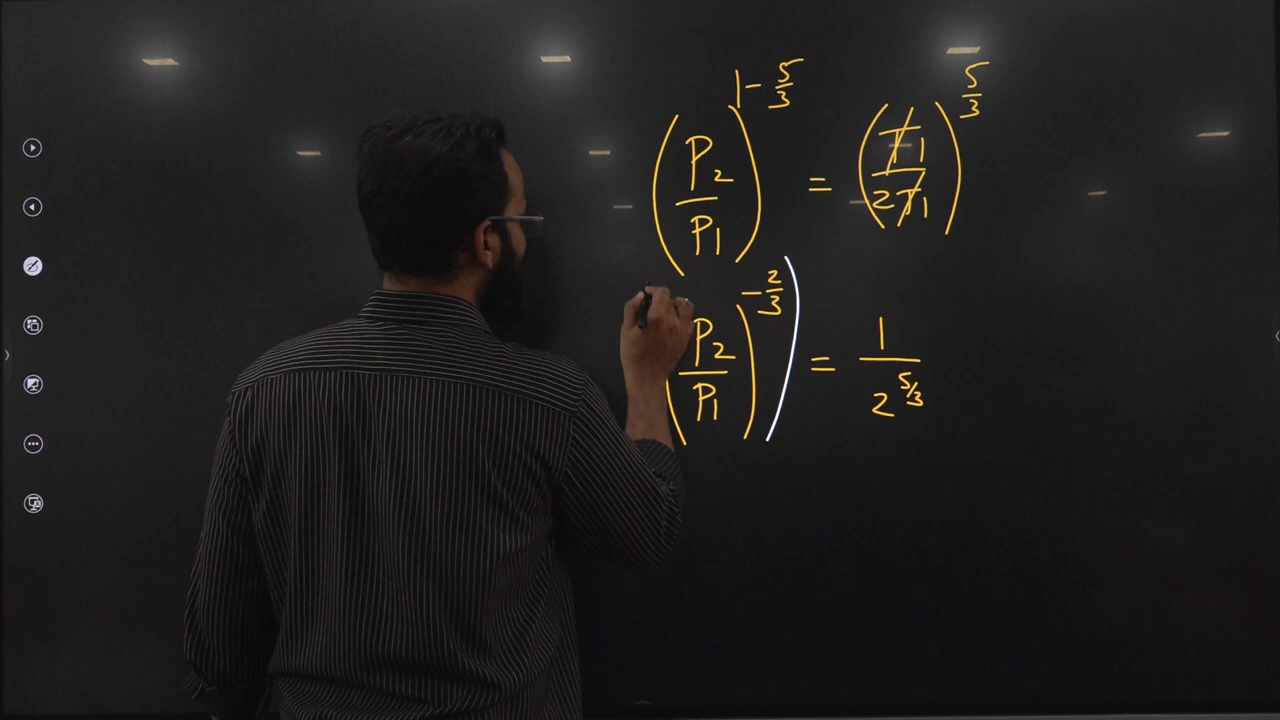 (P₂/P₁)^(1 - 5/3) = (T₁/2T₁)^(5/3)
(P₂/P₁)^(-2/3)) = 1/2^(5/3)